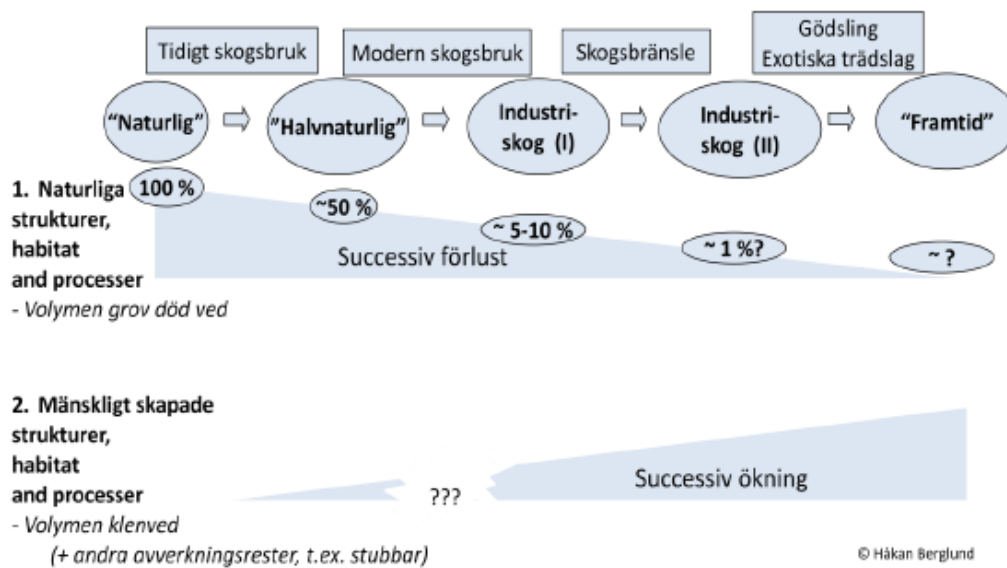 Tidigt skogsbruk
Modern skogsbruk
Skogsbränsle
Gödsling
Exotiska trädslag
“Naturlig”
”Halvnaturlig”
Industri-
skog (I)
Industri-
skog (II)
“Framtid”
1. Naturliga
strukturer,
habitat
and processer
- Volymen grov död ved
100 %
~50 %
~ 5-10 %
~ 1 %?
~ ?
Successiv förlust
2. Mänskligt skapade
strukturer,
habitat
and processer
- Volymen klenved
(+ andra avverkningsrester, t.ex. stubbar)
???
Successiv ökning
© Håkan Berglund